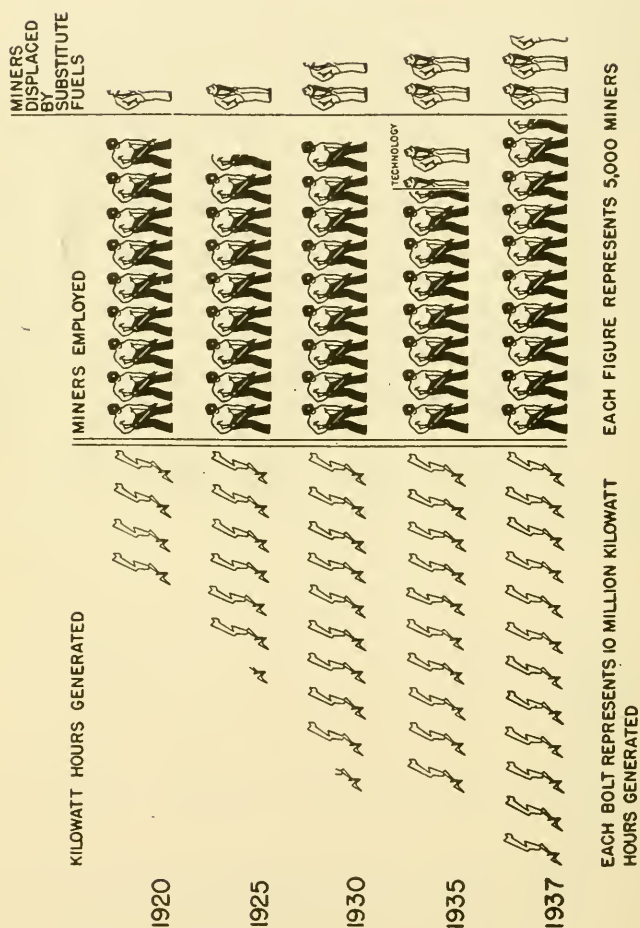 KILOWATT HOURS GENERATED
MINERS EMPLOYED
MINERS
DISPLACED
BY
SUBSTITUTE
FUELS
1920
1925
1930
TECHNOLOGY
1935
1937
EACH BOLT REPRESENTS 10 MILLION KILOWATT
HOURS GENERATED
EACH FIGURE REPRESENTS 5,000 MINERS